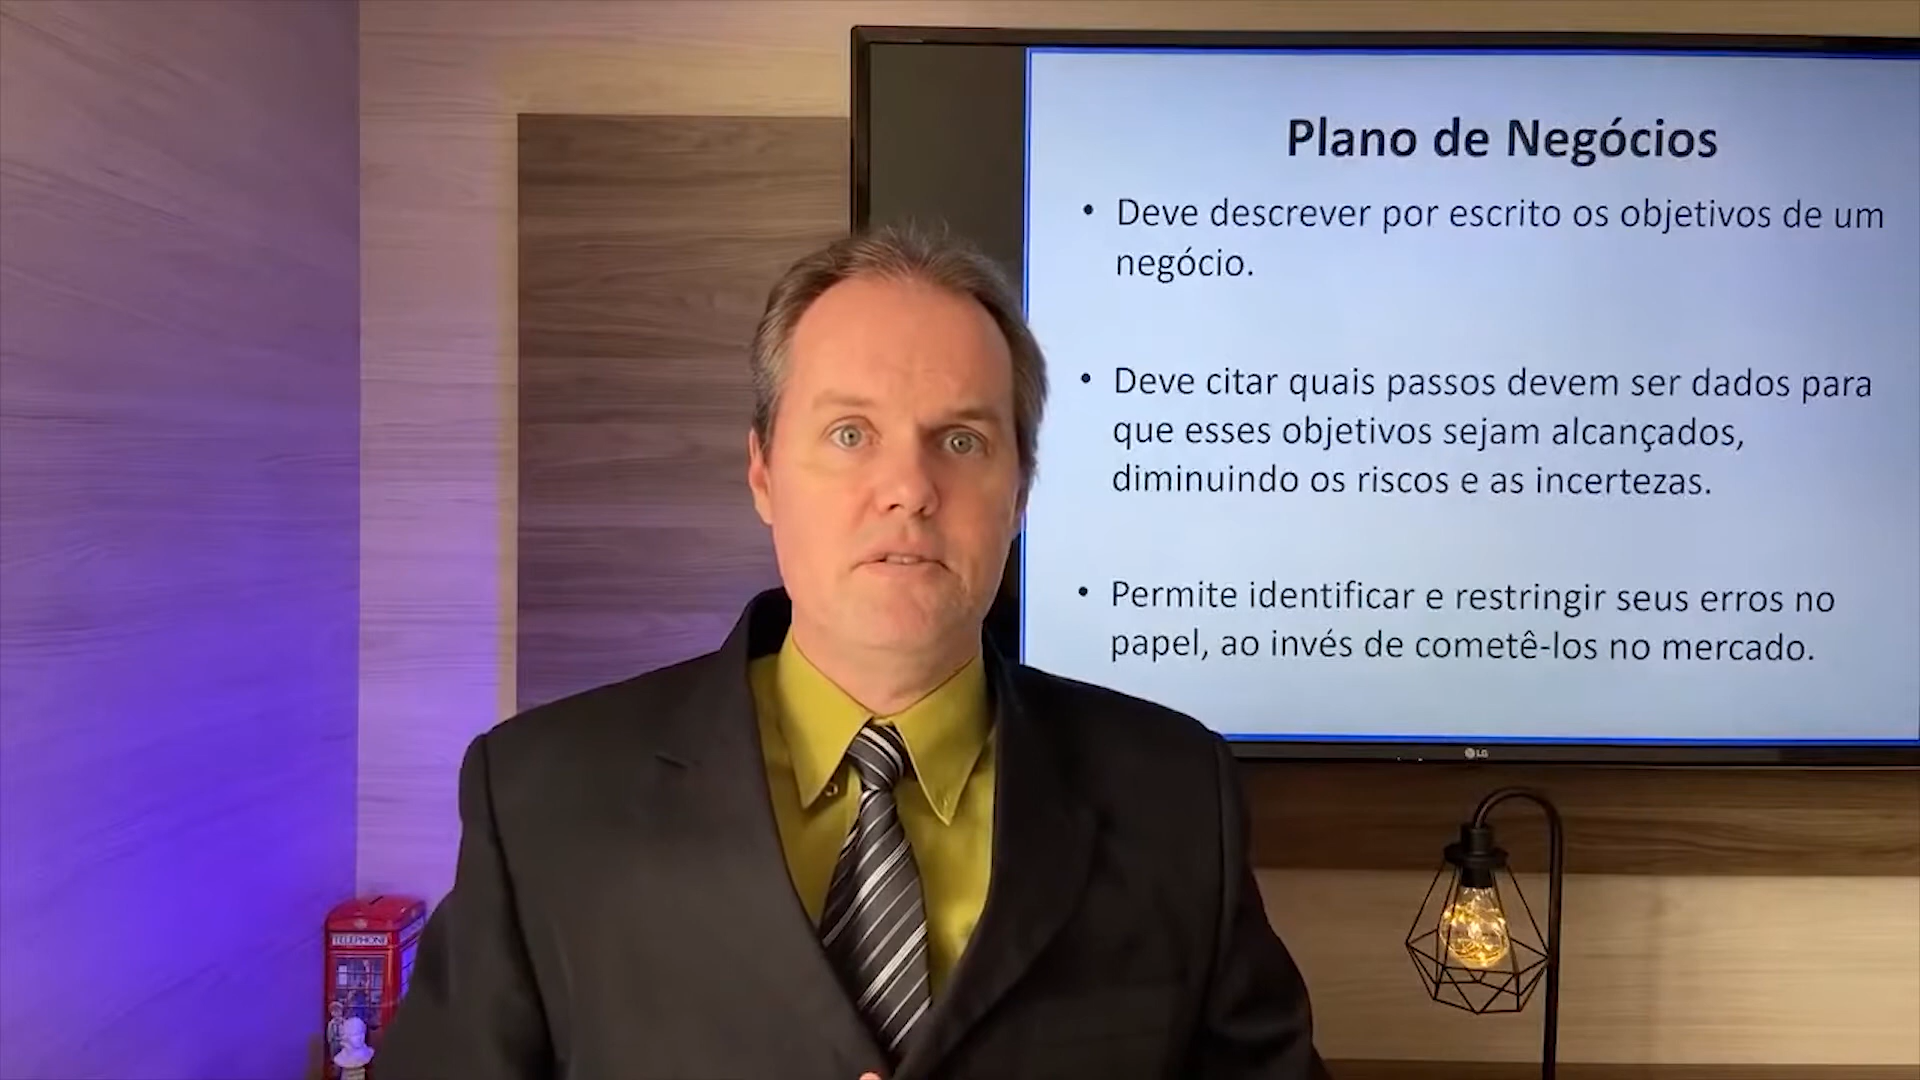 Plano de Negócios
• Deve descrever por escrito os objetivos de um
negócio.
• Deve citar quais passos devem ser dados para
que esses objetivos sejam alcançados,
diminuindo os riscos e as incertezas.
• Permite identificar e restringir seus erros no
papel, ao invés de cometê-los no mercado.
LG
TELEPHONE